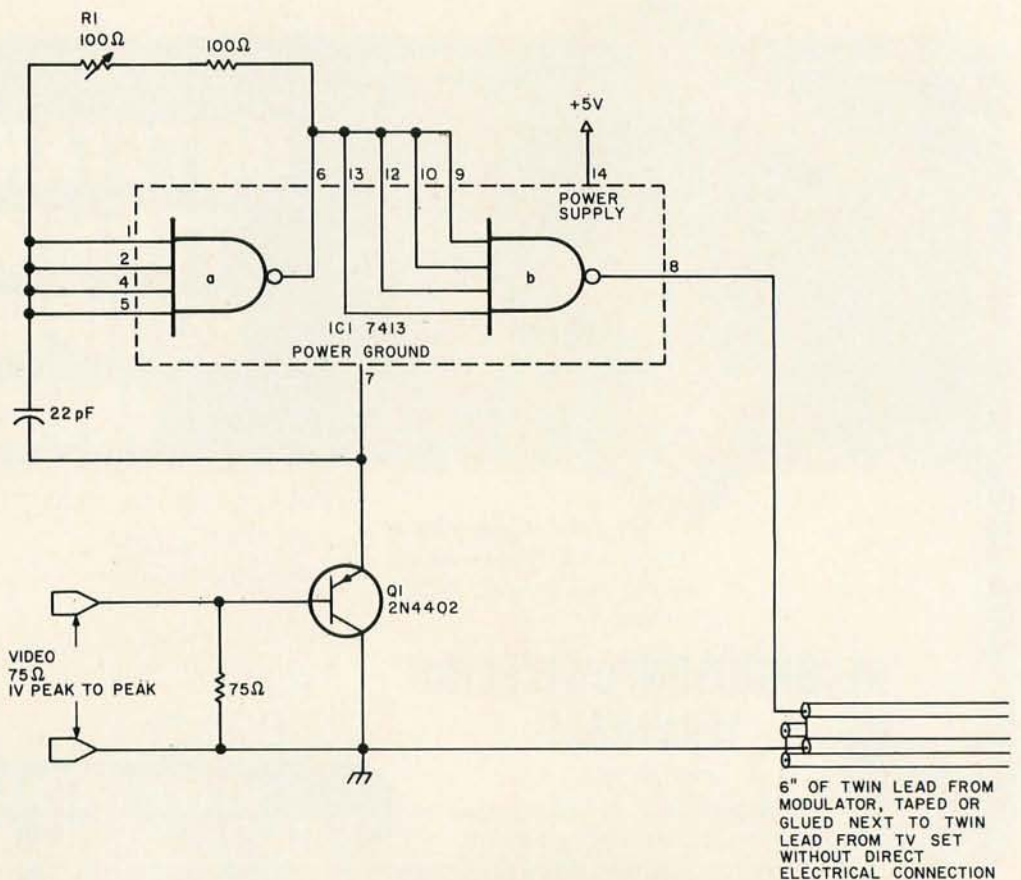 R1
100Ω
100Ω
+5V
6
13
12
10
9
14
POWER
SUPPLY
1
2
4
5
a
b
8
IC1 7413
POWER GROUND
7
22pF
Q1
2N4402
VIDEO
75Ω
1V PEAK TO PEAK
75Ω
6" OF TWIN LEAD FROM
MODULATOR, TAPED OR
GLUED NEXT TO TWIN
LEAD FROM TV SET
WITHOUT DIRECT
ELECTRICAL CONNECTION